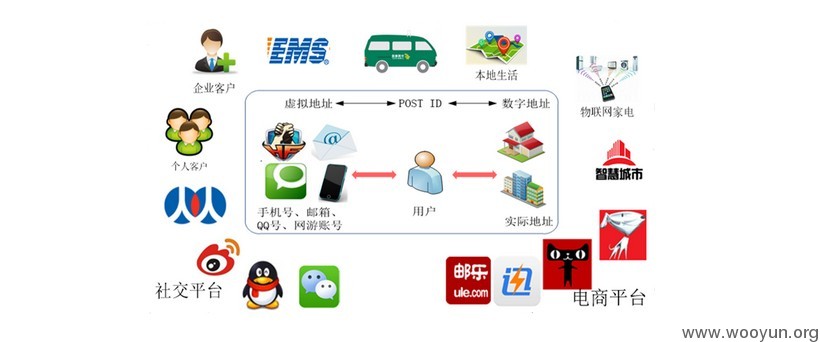 EMS
企业客户
本地生活
物联网家电
虚拟地址
POST ID
数字地址
个人客户
智慧城市
手机号、邮箱、
QQ号、网游账号
用户
实际地址
社交平台
邮乐
ule.com
电商平台
www.wooyun.org